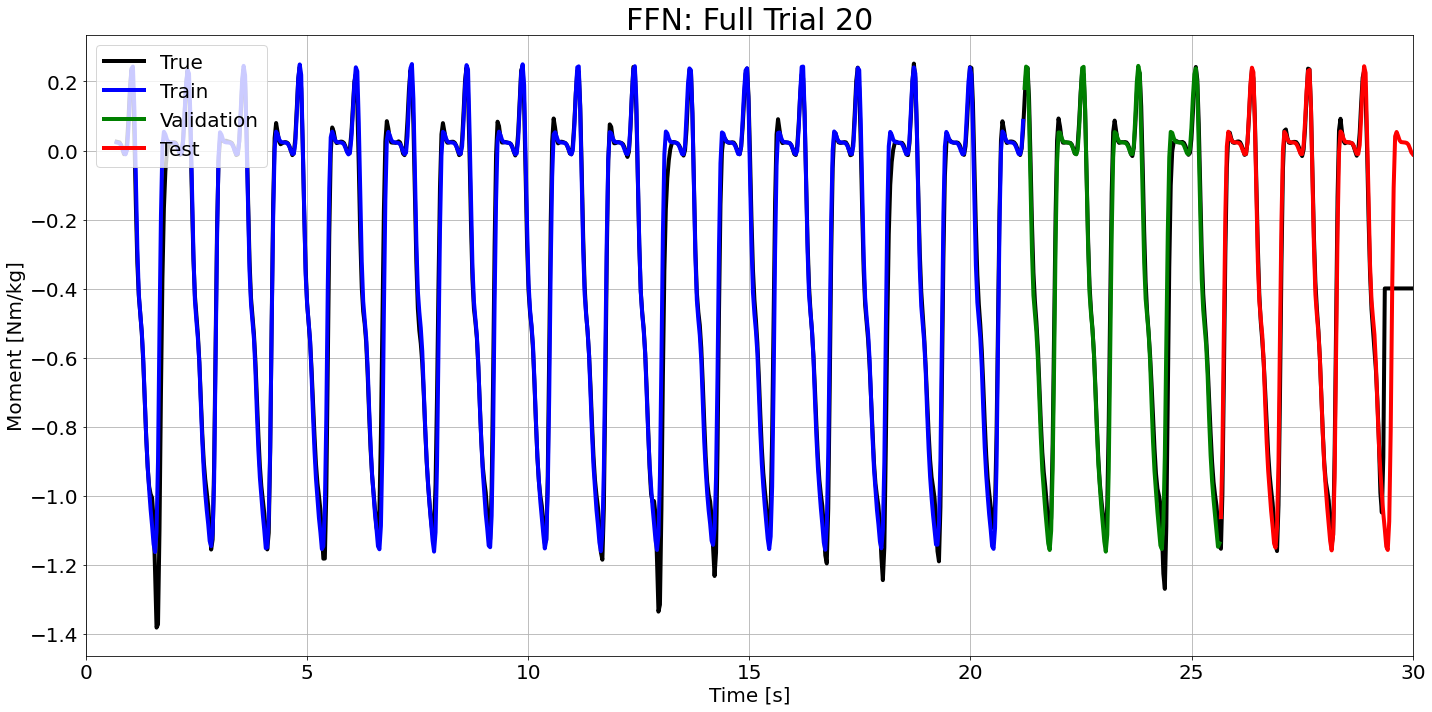 FFN: Full Trial 20
True
Train
Validation
Test
0.2
0.0
−0.2
−0.4
−0.6
−0.8
−1.0
−1.2
−1.4
Moment [Nm/kg]
0 5 10 15 20 25 30
Time [s]